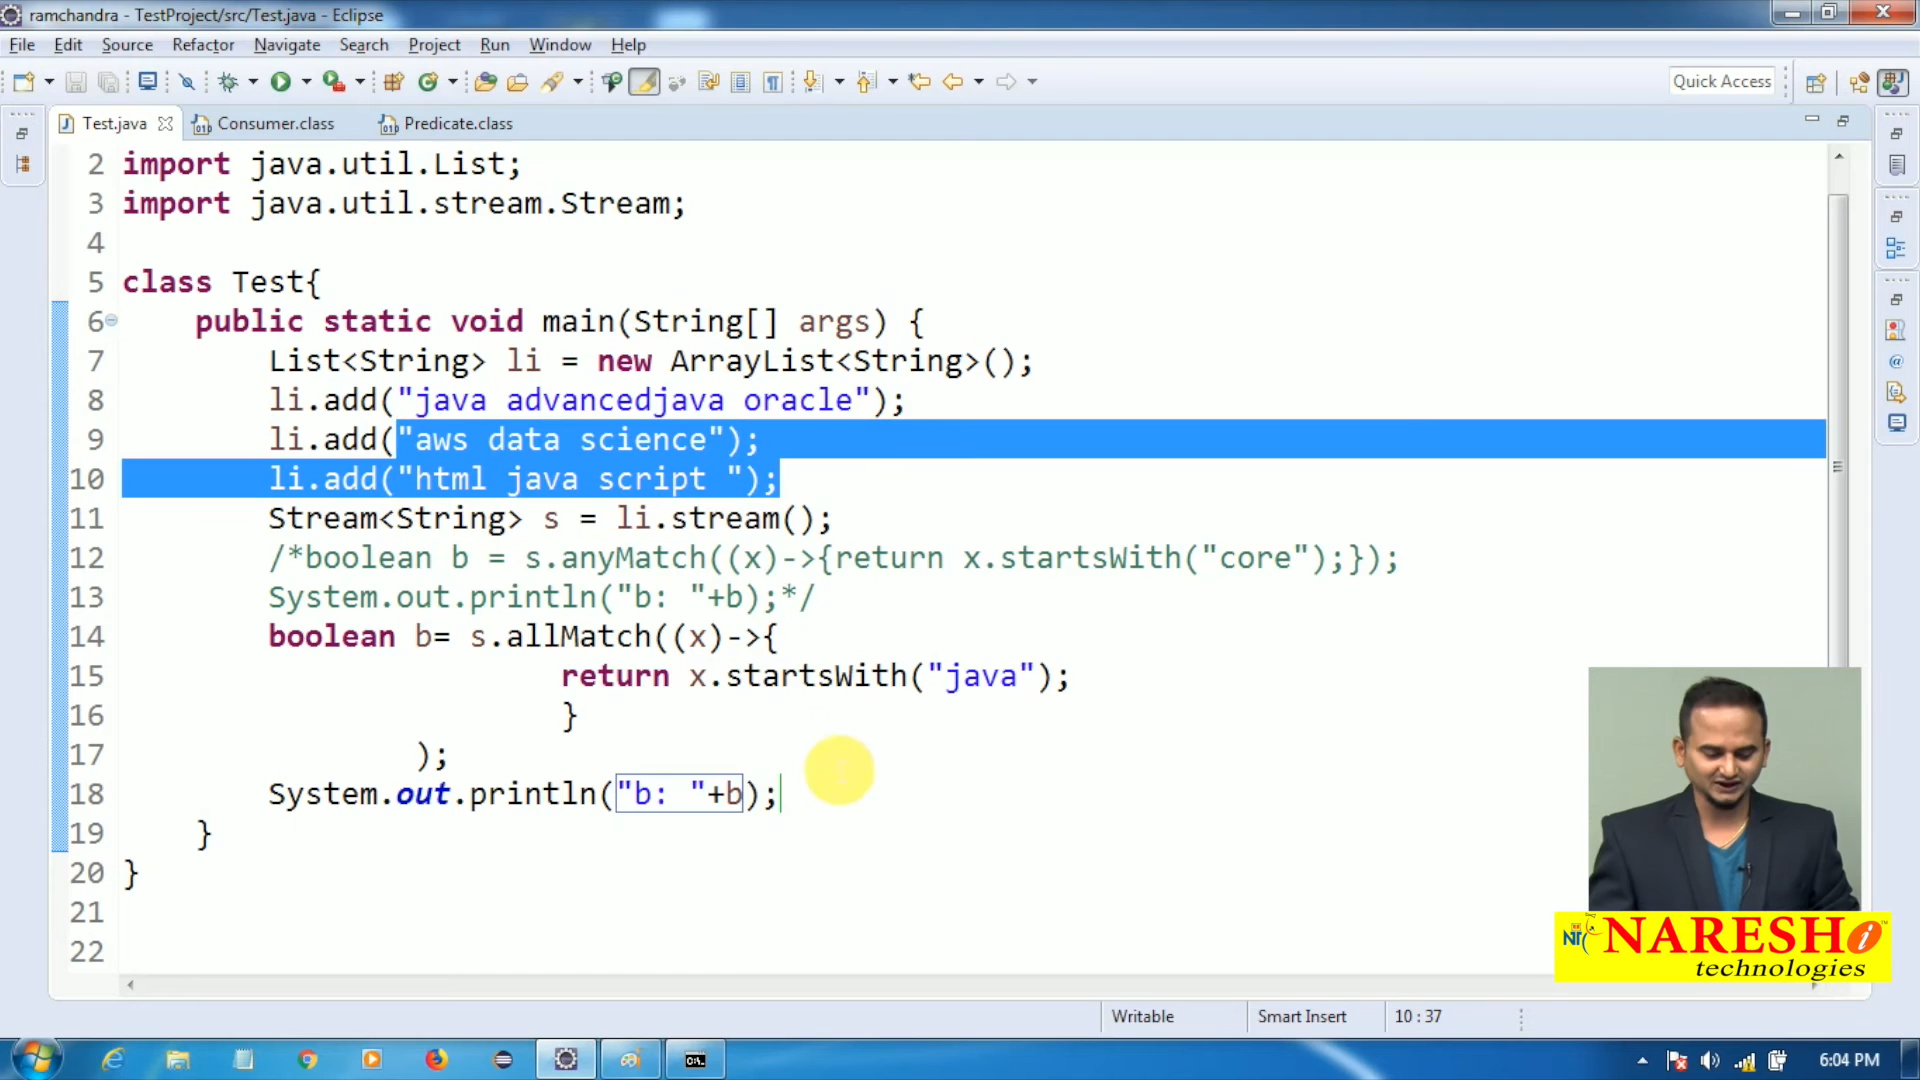 ramchandra - TestProject/src/Test.java - Eclipse
File Edit Source Refactor Navigate Search Project Run Window Help
Quick Access
Test.java Consumer.class Predicate.class
2 import java.util.List;
3 import java.util.stream.Stream;
4
5 class Test{
6 public static void main(String[] args) {
7 List<String> li = new ArrayList<String>();
8 li.add("java advancedjava oracle");
9 li.add("aws data science");
10 li.add("html java script ");
11 Stream<String> s = li.stream();
12 /*boolean b = s.anyMatch((x)->{return x.startsWith("core");});
13 System.out.println("b: "+b);*/
14 boolean b= s.allMatch((x)->{
15 return x.startsWith("java");
16 }
17 );
18 System.out.println("b: "+b);
19 }
20 }
21
22
NARESHi
technologies
Writable Smart Insert 10 : 37
6:04 PM